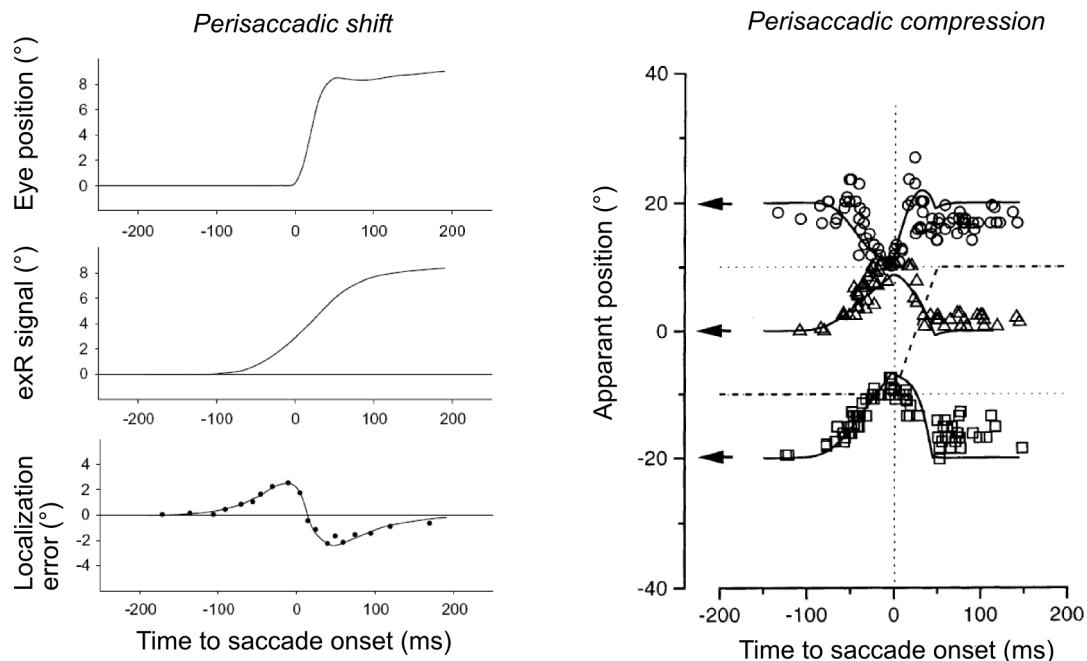 Perisaccadic shift
Eye position (°)
8
6
4
2
0
-200 -100 0 100 200
exR signal (°)
8
6
4
2
0
-200 -100 0 100 200
Localization
error (°)
4
2
0
-2
-4
-200 -100 0 100 200
Time to saccade onset (ms)
Perisaccadic compression
Apparant position (°)
40
20
0
-20
-40
-200 -100 0 100 200
Time to saccade onset (ms)